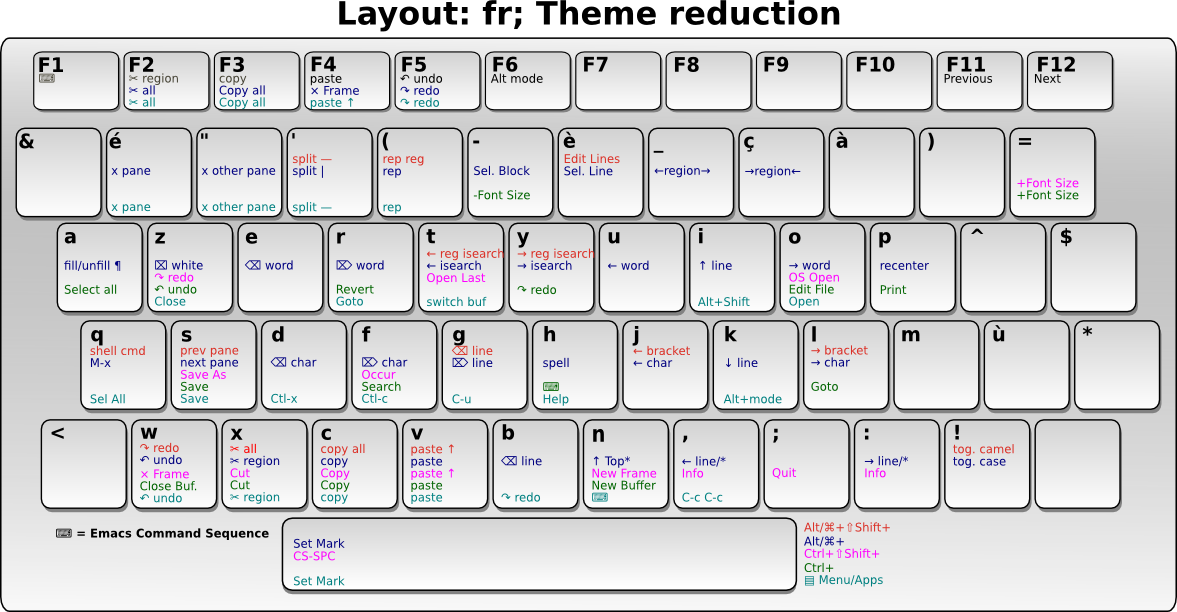 Layout: fr; Theme reduction
F1
⌨
F2
✂ region
✂ all
✂ all
F3
copy
Copy all
Copy all
F4
paste
× Frame
paste ↑
F5
↶ undo
↷ redo
↷ redo
F6
Alt mode
F7
F8
F9
F10
F11
Previous
F12
Next
&
é
x pane
x pane
"
x other pane
x other pane
'
split —
split |
split —
(
rep reg
rep
rep
-
Sel. Block
-Font Size
è
Edit Lines
Sel. Line
_
←region→
ç
→region←
à
)
=
+Font Size
+Font Size
a
fill/unfill ¶
Select all
z
⌧ white
↷ redo
↶ undo
Close
e
⌫ word
r
⌦ word
Revert
Goto
t
← reg isearch
← isearch
Open Last
switch buf
y
→ reg isearch
→ isearch
↷ redo
u
← word
i
↑ line
Alt+Shift
o
→ word
OS Open
Edit File
Open
p
recenter
Print
^
$
q
shell cmd
M-x
Sel All
s
prev pane
next pane
Save As
Save
Save
d
⌫ char
Ctl-x
f
⌦ char
Occur
Search
Ctl-c
g
⌫ line
⌦ line
C-u
h
spell
⌨
Help
j
← bracket
← char
k
↓ line
Alt+mode
l
→ bracket
→ char
Goto
m
ù
*
<
w
↷ redo
↶ undo
× Frame
Close Buf.
↶ undo
x
✂ all
✂ region
Cut
Cut
✂ region
c
copy all
copy
Copy
Copy
copy
v
paste ↑
paste
paste ↑
paste
paste
b
⌫ line
↷ redo
n
↑ Top*
New Frame
New Buffer
⌨
,
← line/*
Info
C-c C-c
;
Quit
:
→ line/*
Info
!
tog. camel
tog. case
⌨ = Emacs Command Sequence
Set Mark
CS-SPC
Set Mark
Alt/⌘+⇧Shift+
Alt/⌘+
Ctrl+⇧Shift+
Ctrl+
▤ Menu/Apps